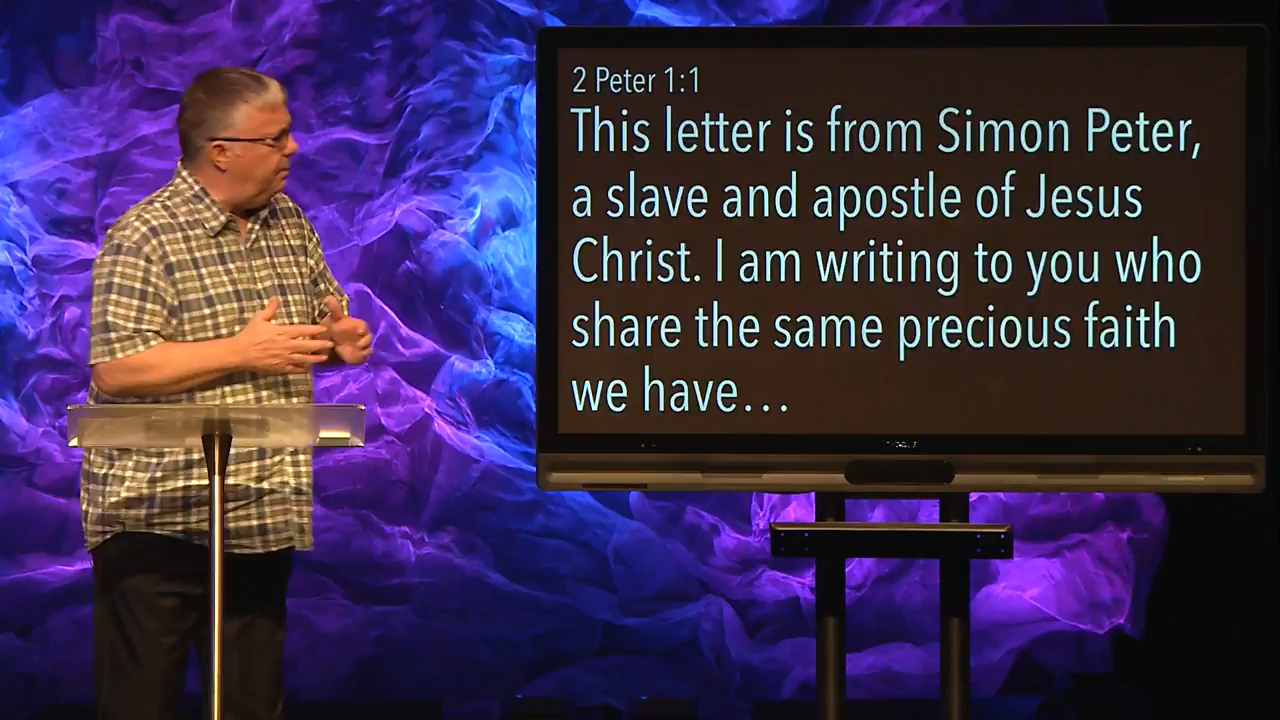 2 Peter 1:1
This letter is from Simon Peter,
a slave and apostle of Jesus
Christ. I am writing to you who
share the same precious faith
we have…